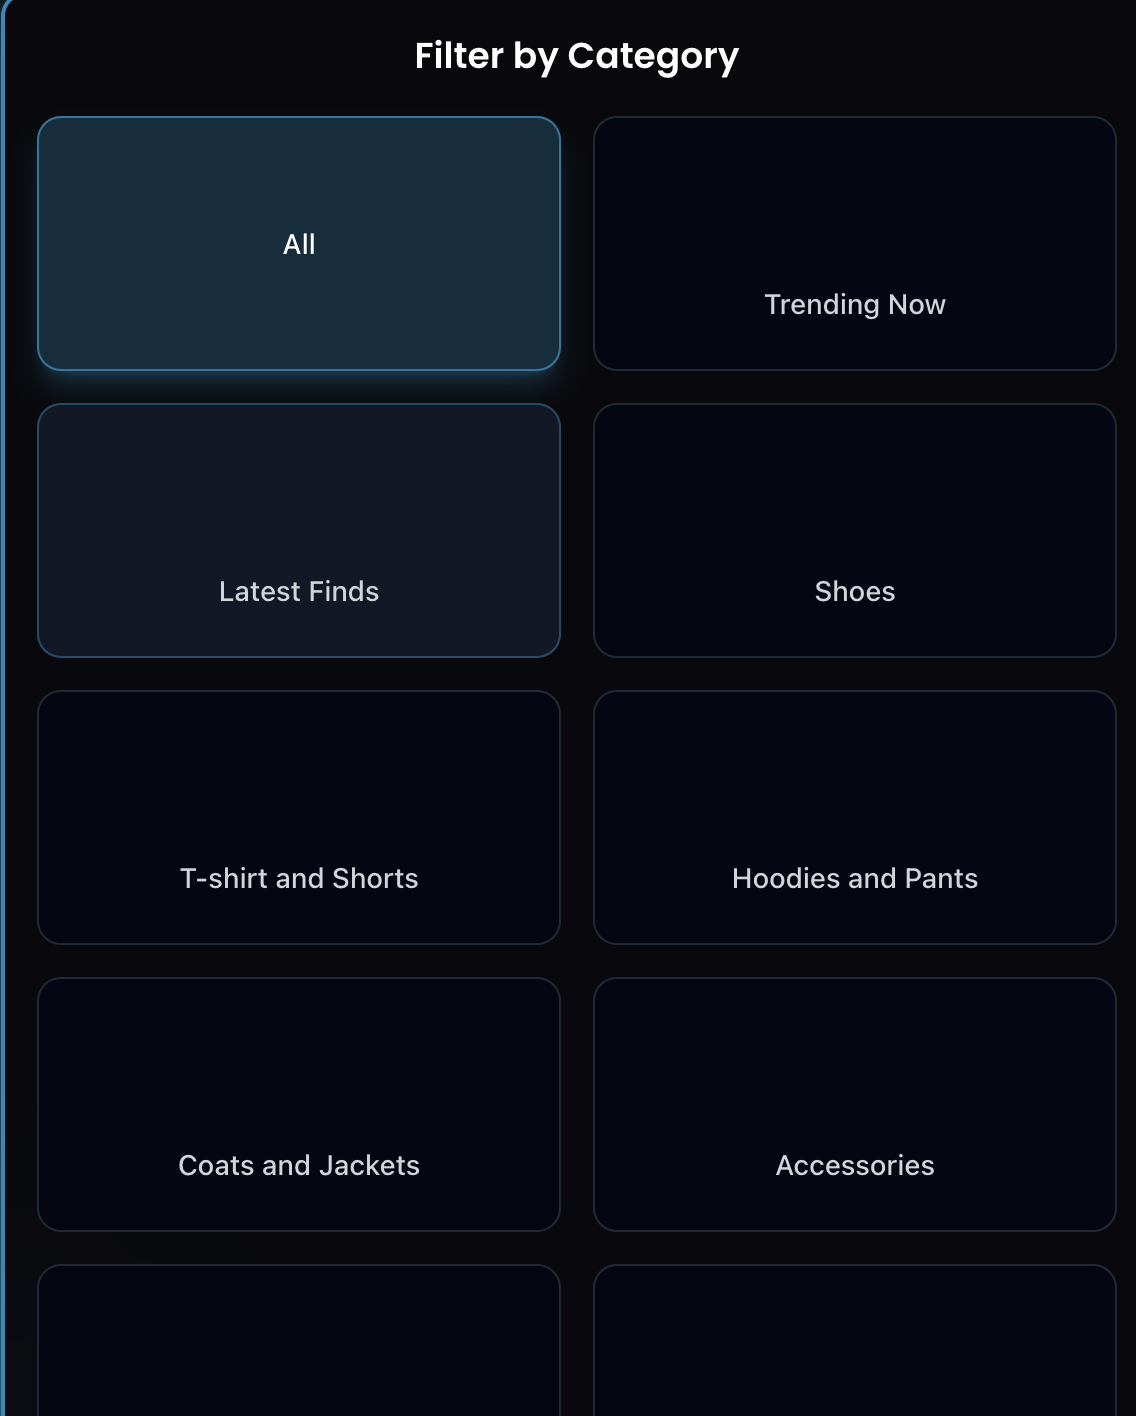 Filter by Category
All
Trending Now
Latest Finds
Shoes
T-shirt and Shorts
Hoodies and Pants
Coats and Jackets
Accessories